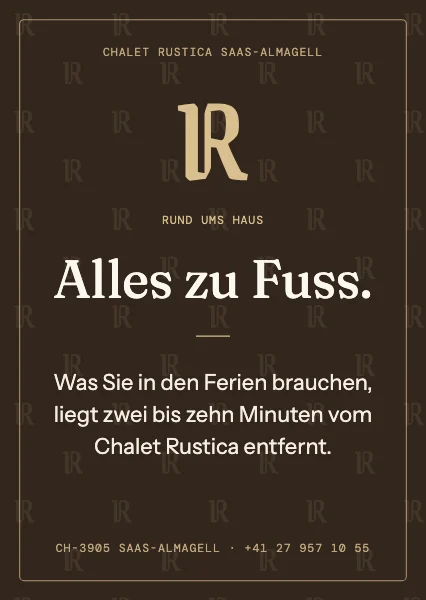 CHALET RUSTICA SAAS-ALMAGELL
R
RUND UMS HAUS
Alles zu Fuss.
Was Sie in den Ferien brauchen,
liegt zwei bis zehn Minuten vom
Chalet Rustica entfernt.
CH-3905 SAAS-ALMAGELL · +41 27 957 10 55